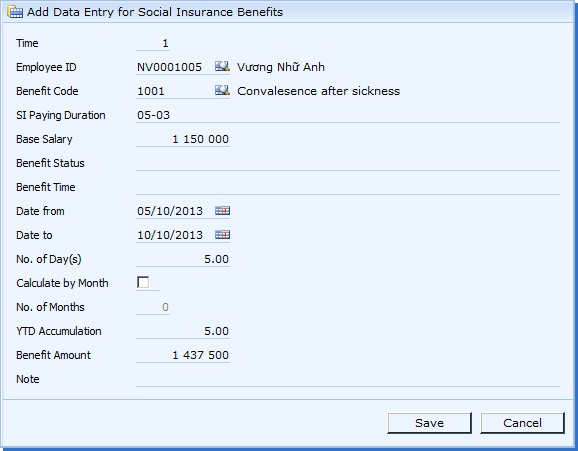 Add Data Entry for Social Insurance Benefits
Time 1
Employee ID NV0001005 Vương Nhữ Anh
Benefit Code 1001 Convalesence after sickness
SI Paying Duration 05-03
Base Salary 1 150 000
Benefit Status
Benefit Time
Date from 05/10/2013
Date to 10/10/2013
No. of Day(s) 5.00
Calculate by Month
No. of Months 0
YTD Accumulation 5.00
Benefit Amount 1 437 500
Note
Save Cancel